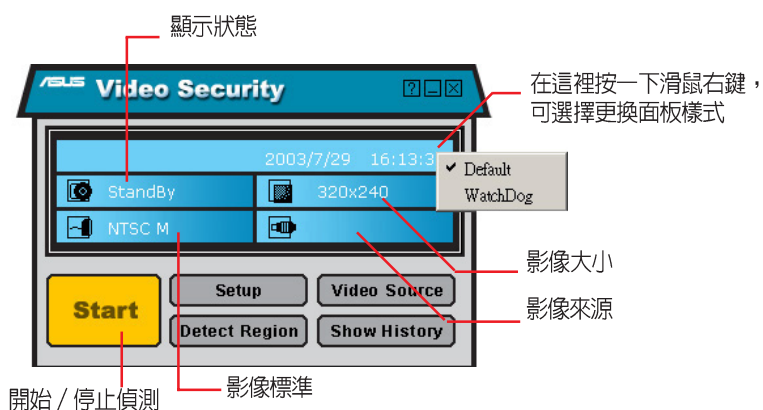 顯示狀態
ASUS Video Security
在這裡按一下滑鼠右鍵，
可選擇更換面板樣式
2003/7/29 16:13:3
✔ Default
WatchDog
StandBy
320x240
NTSC M
影像大小
影像來源
Start
Setup
Video Source
Detect Region
Show History
開始 / 停止偵測
影像標準